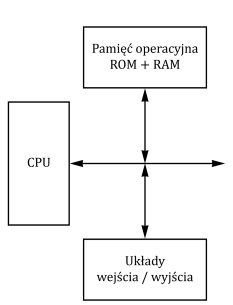 Pamięć operacyjna
ROM + RAM
CPU
Układy
wejścia / wyjścia